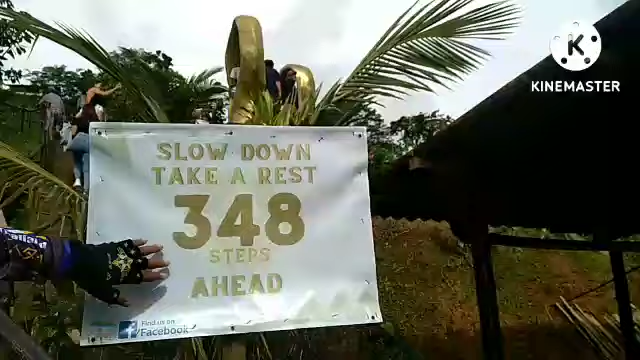 KINEMASTER
SLOW DOWN
TAKE A REST
348
STEPS
AHEAD
Find us on
Facebook